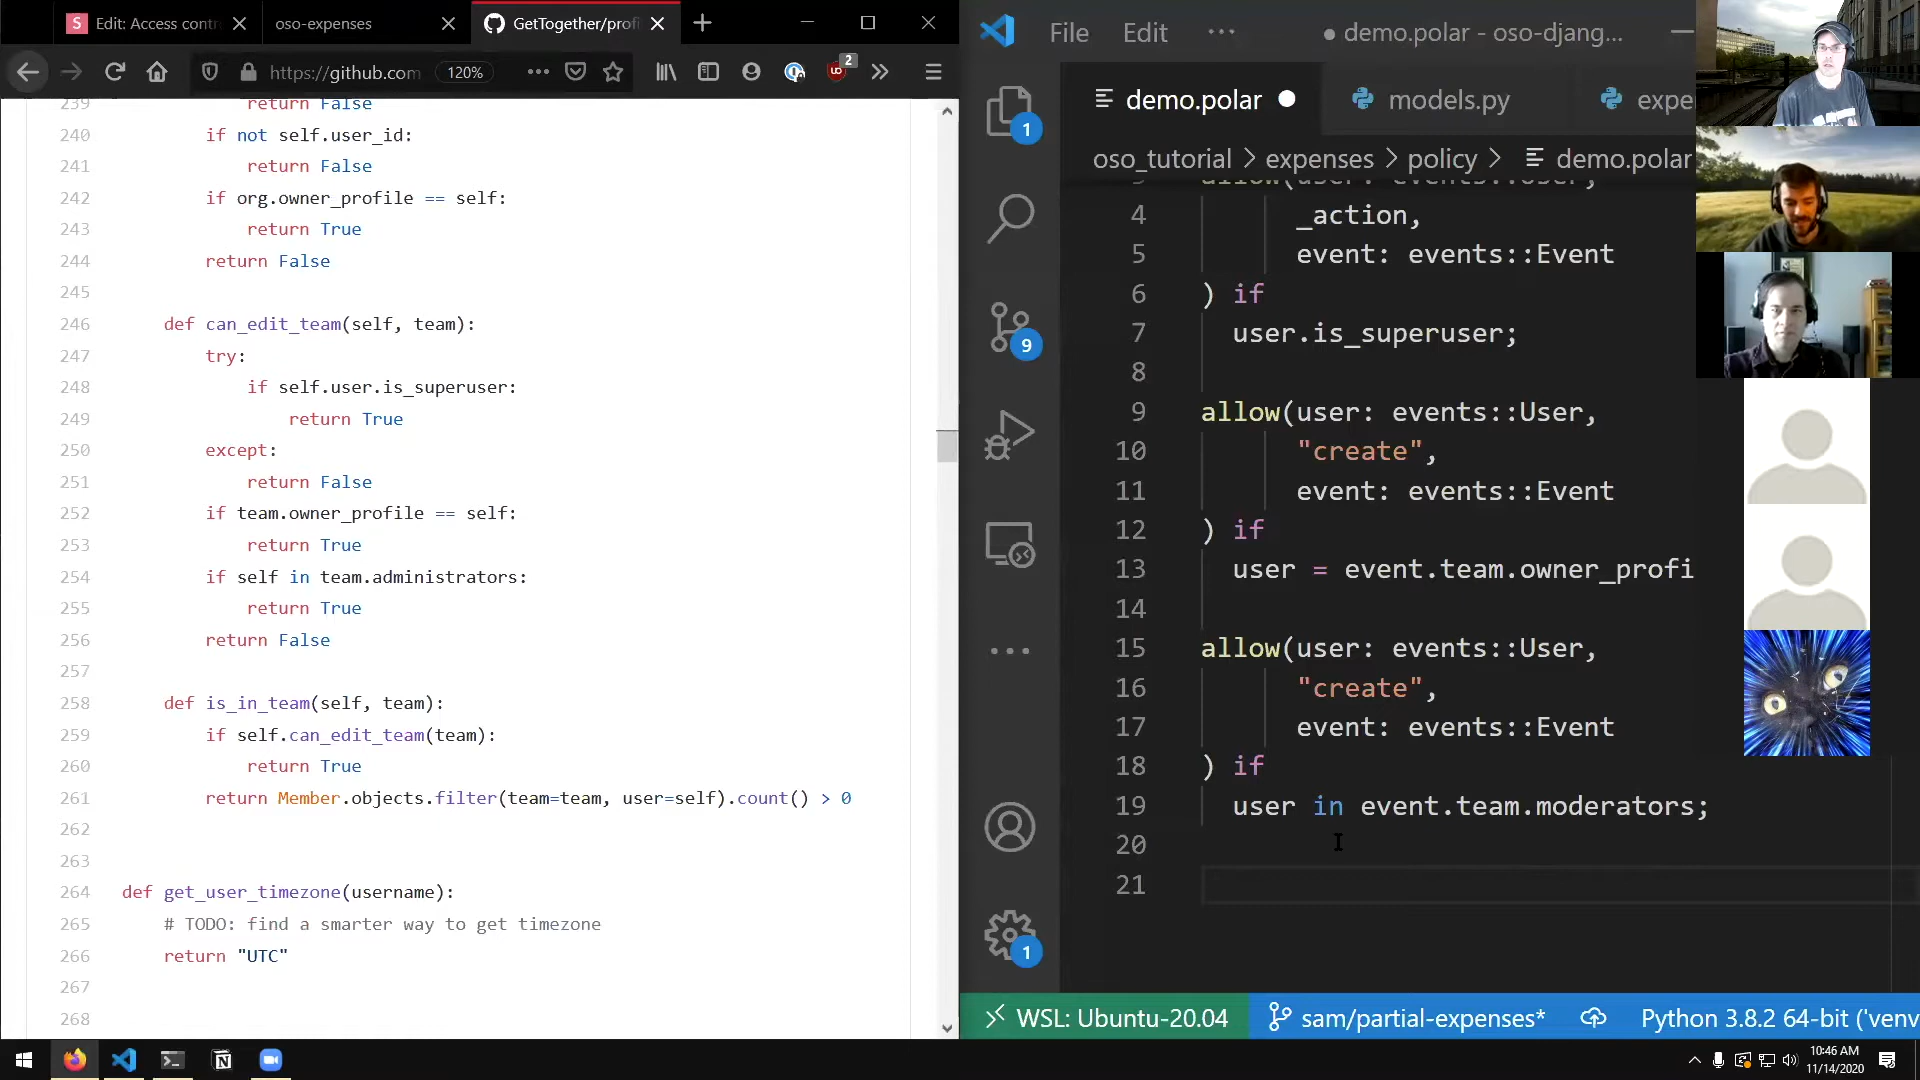 Edit: Access contr
oso-expenses
GetTogether/profi
https://github.com
120%
2
239 return False
240 if not self.user_id:
241 return False
242 if org.owner_profile == self:
243 return True
244 return False
245
246 def can_edit_team(self, team):
247 try:
248 if self.user.is_superuser:
249 return True
250 except:
251 return False
252 if team.owner_profile == self:
253 return True
254 if self in team.administrators:
255 return True
256 return False
257
258 def is_in_team(self, team):
259 if self.can_edit_team(team):
260 return True
261 return Member.objects.filter(team=team, user=self).count() > 0
262
263
264 def get_user_timezone(username):
265 # TODO: find a smarter way to get timezone
266 return "UTC"
267
268
File Edit ··· ● demo.polar - oso-djang...
demo.polar
models.py
expe
oso_tutorial > expenses > policy > demo.polar
4 _action,
5 event: events::Event
6 ) if
7 user.is_superuser;
8
9 allow(user: events::User,
10 "create",
11 event: events::Event
12 ) if
13 user = event.team.owner_profi
14
15 allow(user: events::User,
16 "create",
17 event: events::Event
18 ) if
19 user in event.team.moderators;
20
21
1
9
1
WSL: Ubuntu-20.04
sam/partial-expenses*
Python 3.8.2 64-bit ('venv
10:46 AM
11/14/2020